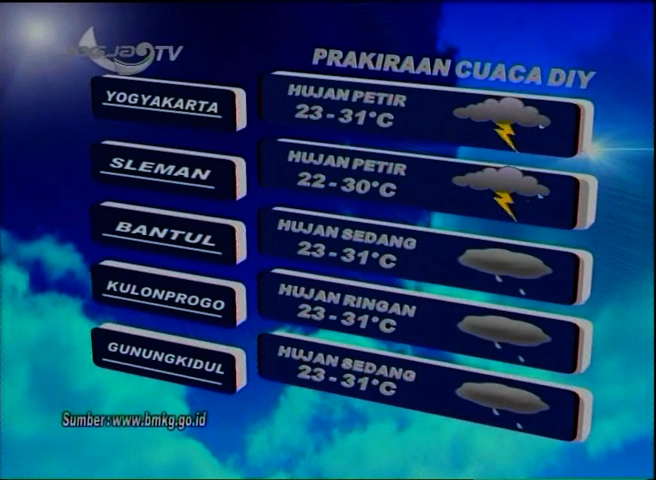 JOGJA TV
PRAKIRAAN CUACA DIY
YOGYAKARTA
HUJAN PETIR
23 - 31°C
SLEMAN
HUJAN PETIR
22 - 30°C
BANTUL
HUJAN SEDANG
23 - 31°C
KULONPROGO
HUJAN RINGAN
23 - 31°C
GUNUNGKIDUL
HUJAN SEDANG
23 - 31°C
Sumber : www.bmkg.go.id